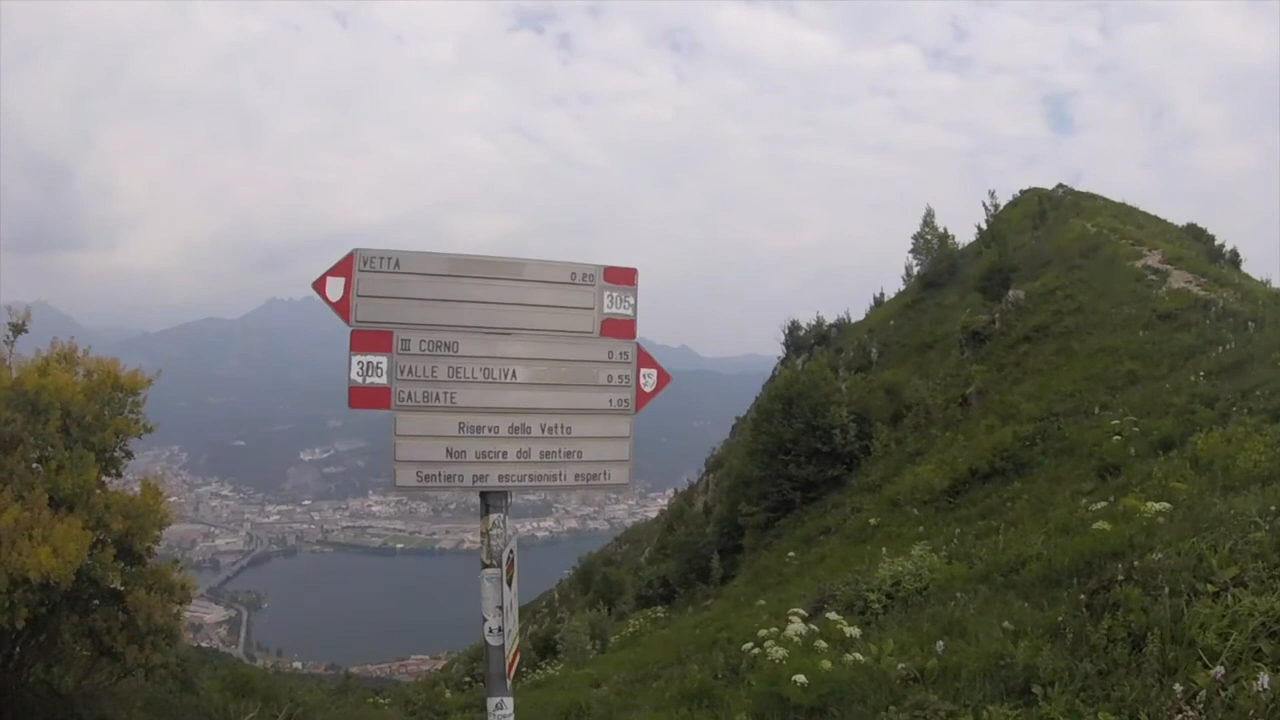 VETTA 0.20
305
III CORNO 0.15
305 VALLE DELL'OLIVA 0.55
GALBIATE 1.05
Riserva della Vetta
Non uscire dal sentiero
Sentiero per escursionisti esperti